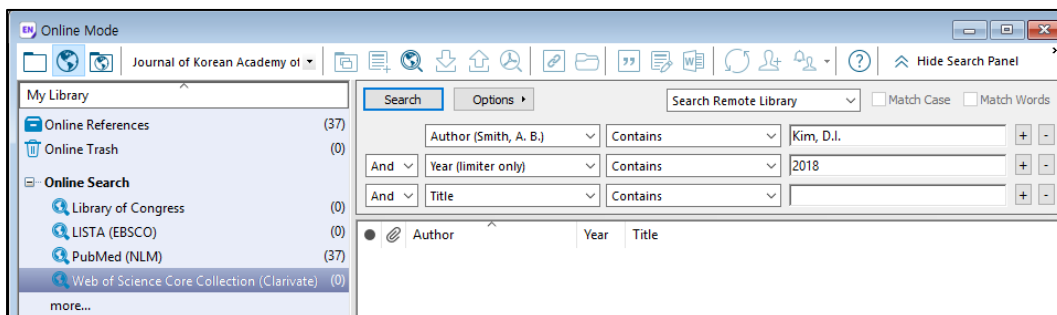 EN Online Mode
Journal of Korean Academy of
Hide Search Panel
My Library
Online References (37)
Online Trash (0)
Online Search
Library of Congress (0)
LISTA (EBSCO) (0)
PubMed (NLM) (37)
Web of Science Core Collection (Clarivate) (0)
more...
Search Options Search Remote Library Match Case Match Words
Author (Smith, A. B.) Contains Kim, D.I. + -
And Year (limiter only) Contains 2018 + -
And Title Contains + -
Author Year Title